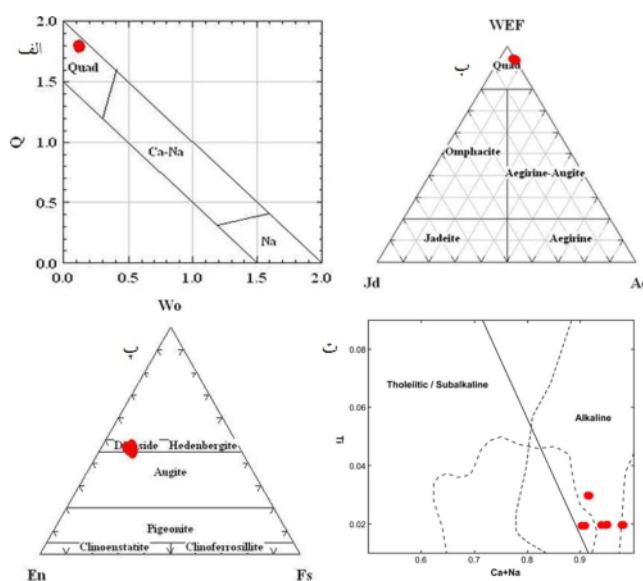 الف
2.0
1.5
1.0
0.5
0.0
Q
Quad
Ca-Na
Na
0.0 0.5 1.0 1.5 2.0
ب
WEF
Quad
Omphacite
Aegirine-Augite
Jadeite
Aegirine
Jd
پ
Wo
Diopside Hedenbergite
Augite
Pigeonite
Clinoenstatite Clinoferrosillite
En Fs
ت
Tholeiitic / Subalkaline
Alkaline
0.08
0.06
0.04
0.02
Ti
0.6 0.7 0.8 0.9
Ca+Na